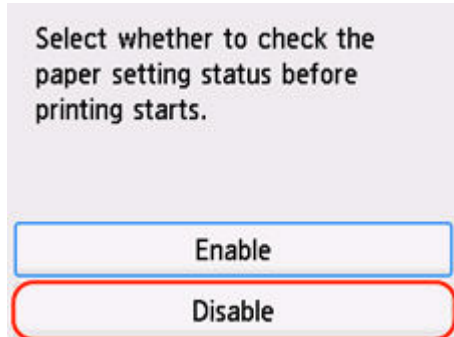 Select whether to check the
paper setting status before
printing starts.
Enable
Disable